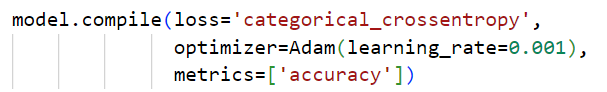 model.compile(loss='categorical_crossentropy',
optimizer=Adam(learning_rate=0.001),
metrics=['accuracy'])